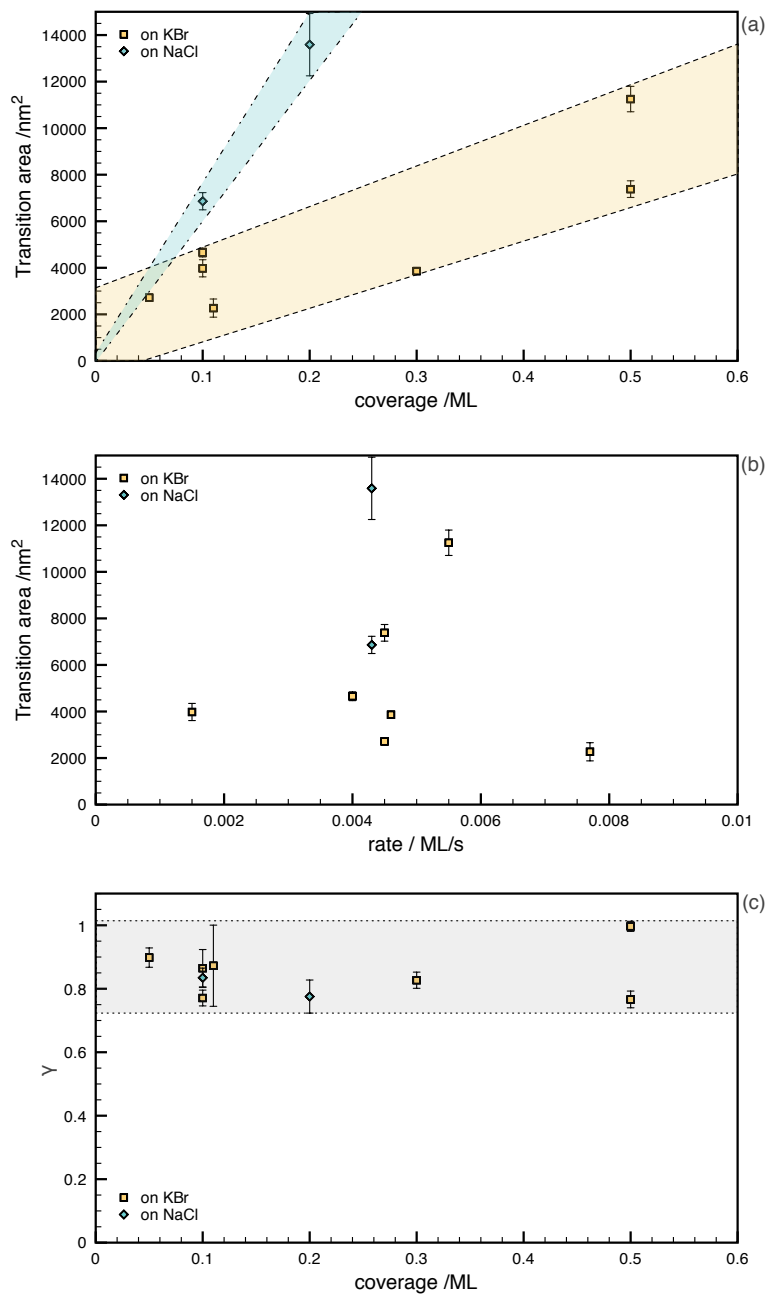 (a)
on KBr
on NaCl
Transition area /nm²
14000
12000
10000
8000
6000
4000
2000
0
0 0.1 0.2 0.3 0.4 0.5 0.6
coverage /ML
(b)
on KBr
on NaCl
Transition area /nm²
14000
12000
10000
8000
6000
4000
2000
0
0 0.002 0.004 0.006 0.008 0.01
rate / ML/s
(c)
γ
1
0.8
0.6
0.4
0.2
0
on KBr
on NaCl
0 0.1 0.2 0.3 0.4 0.5 0.6
coverage /ML